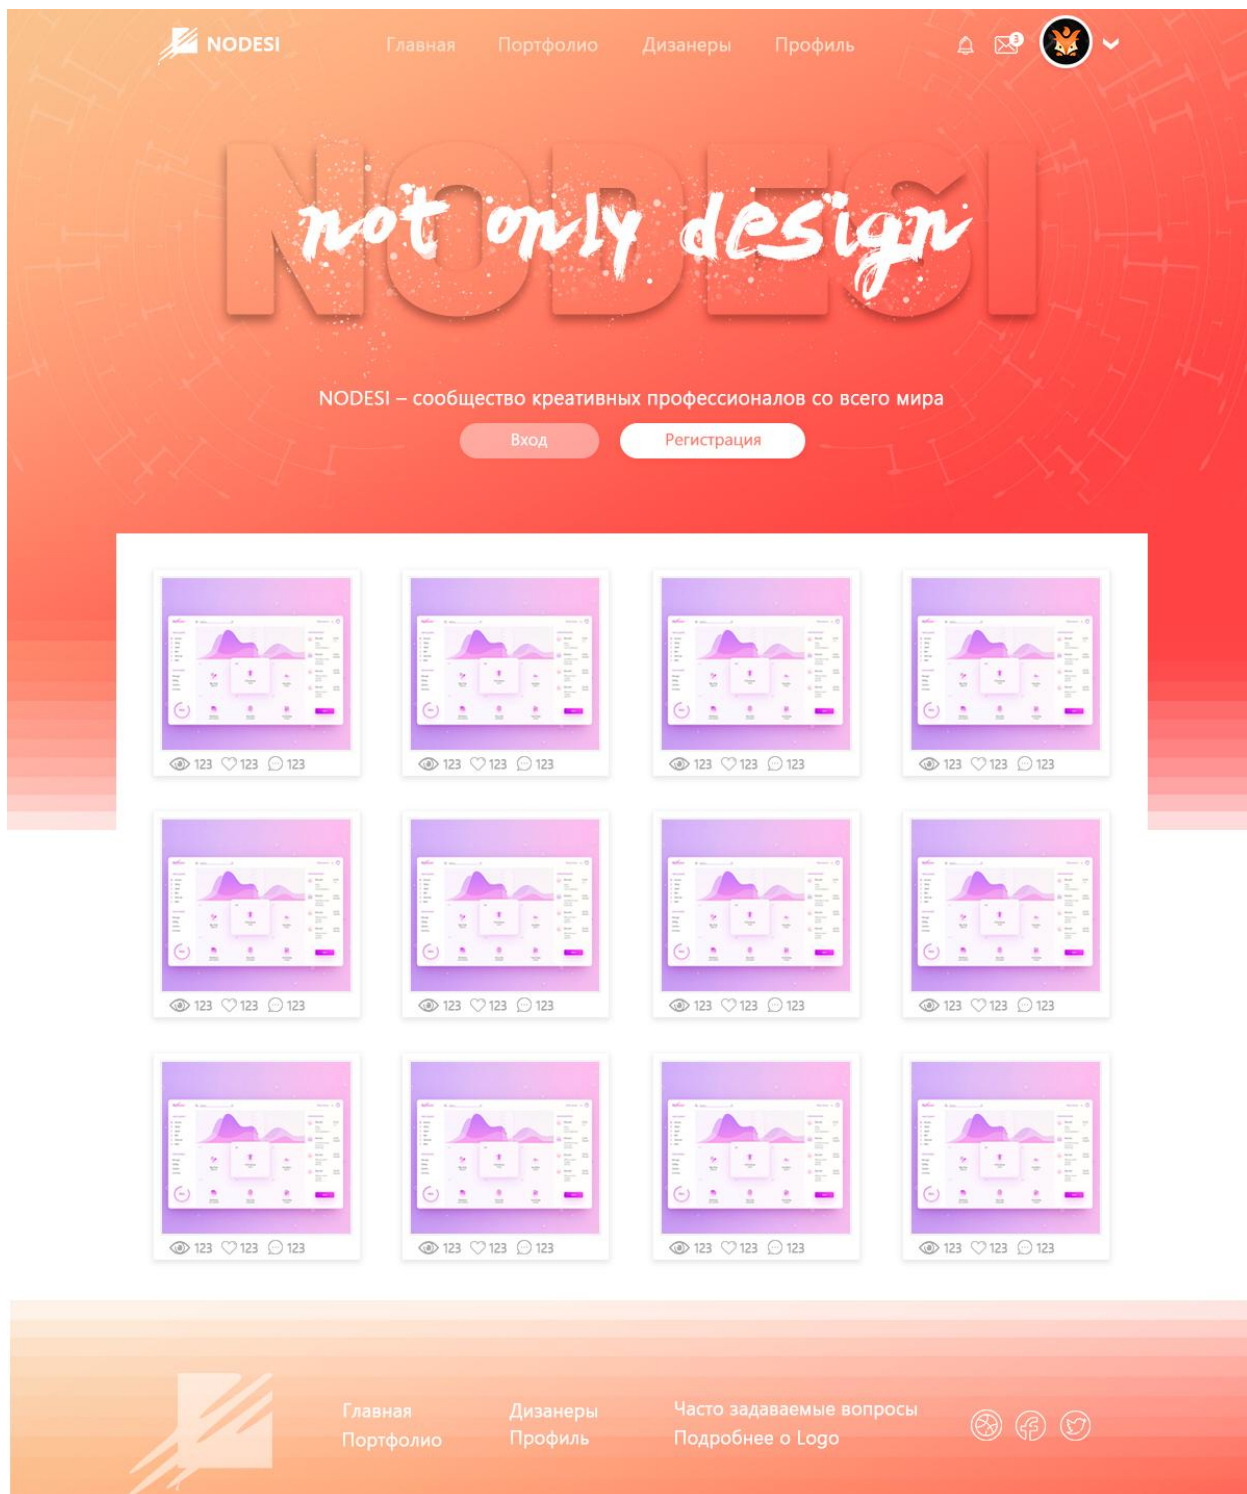 NODESI
Главная Портфолио Дизанеры Профиль
3
NODESI
not only design
NODESI – сообщество креативных профессионалов со всего мира
Вход Регистрация
123 123 123 123 123 123 123 123 123 123 123 123
123 123 123 123 123 123 123 123 123 123 123 123
123 123 123 123 123 123 123 123 123 123 123 123
Главная Дизанеры Часто задаваемые вопросы
Портфолио Профиль Подробнее о Logo